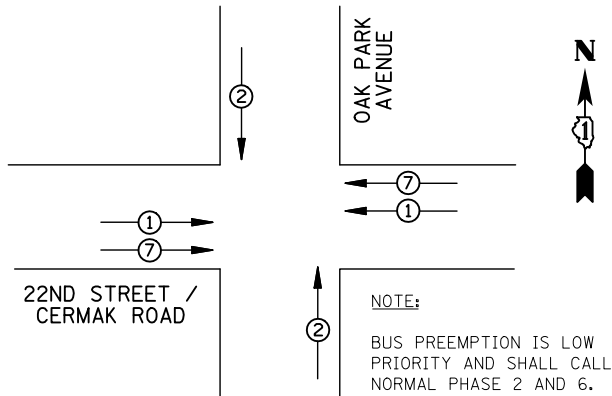 OAK PARK
AVENUE
N
1
2
7
1
1
7
22ND STREET /
CERMAK ROAD
2
NOTE:
BUS PREEMPTION IS LOW
PRIORITY AND SHALL CALL
NORMAL PHASE 2 AND 6.